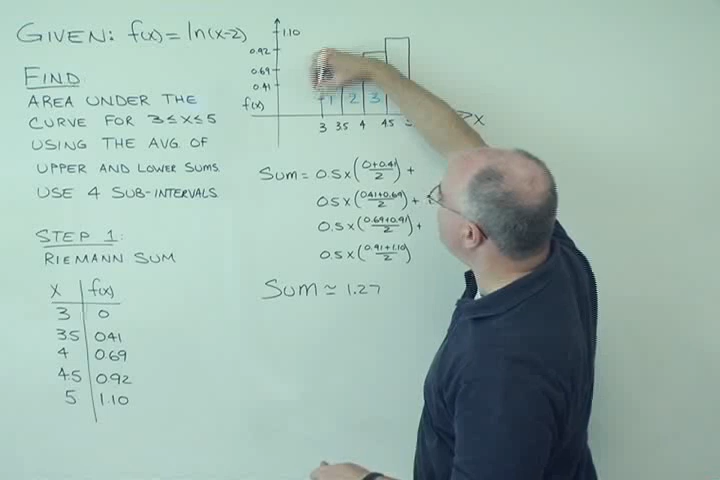 GIVEN: f(x) = ln(x-2)
FIND
AREA UNDER THE
CURVE FOR 3 ≤ x ≤ 5
USING THE AVG. OF
UPPER AND LOWER SUMS.
USE 4 SUB-INTERVALS
STEP 1:
RIEMANN SUM
X f(x)
3 0
3.5 0.41
4 0.69
4.5 0.92
5 1.10
1.10
0.92
0.69
0.41
f(x)
1 2 3
3 3.5 4 4.5
X
SUM = 0.5 x (0+0.41/2) +
0.5 x (0.41+0.69/2) +
0.5 x (0.69+0.91/2) +
0.5 x (0.91+1.10/2)
SUM ≃ 1.27